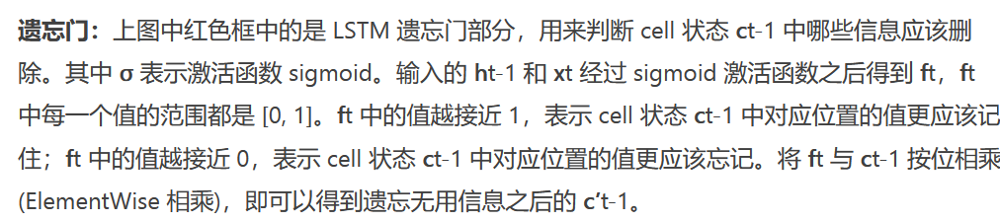 遗忘门：上图中红色框中的是 LSTM 遗忘门部分，用来判断 cell 状态 ct-1 中哪些信息应该删
除。其中 σ 表示激活函数 sigmoid。输入的 ht-1 和 xt 经过 sigmoid 激活函数之后得到 ft，ft
中每一个值的范围都是 [0, 1]。ft 中的值越接近 1，表示 cell 状态 ct-1 中对应位置的值更应该记
住；ft 中的值越接近 0，表示 cell 状态 ct-1 中对应位置的值更应该忘记。将 ft 与 ct-1 按位相乘
(ElementWise 相乘)，即可以得到遗忘无用信息之后的 c't-1。